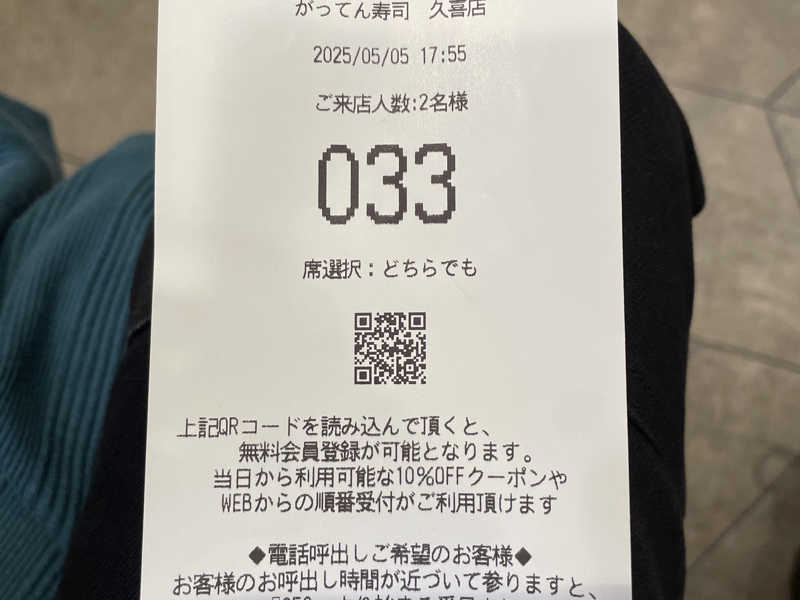 がってん寿司 久喜店
2025/05/05 17:55
ご来店人数:2名様
033
席選択：どちらでも
上記QRコードを読み込んで頂くと、
無料会員登録が可能となります。
当日から利用可能な10%OFFクーポンや
WEBからの順番受付がご利用頂けます
◆電話呼出しご希望のお客様◆
お客様のお呼出し時間が近づいて参りますと、